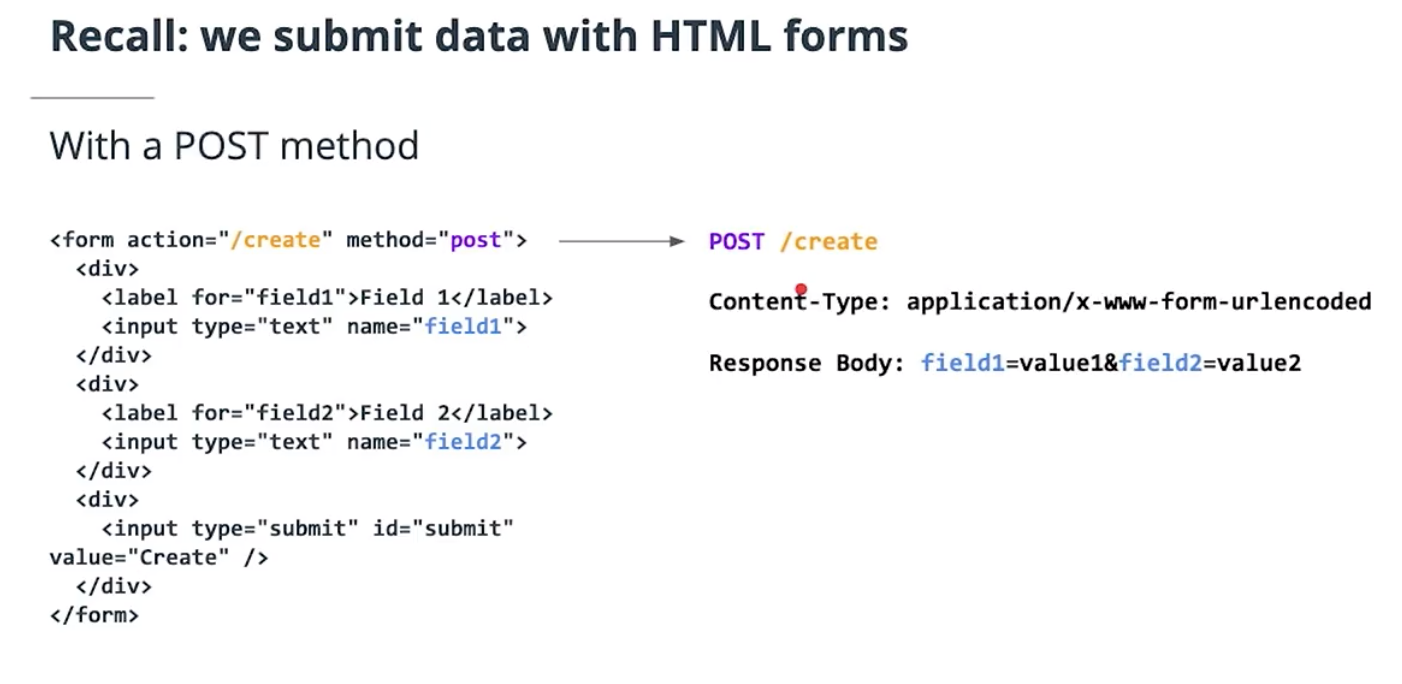 Recall: we submit data with HTML forms
With a POST method
<form action="/create" method="post">
<div>
<label for="field1">Field 1</label>
<input type="text" name="field1">
</div>
<div>
<label for="field2">Field 2</label>
<input type="text" name="field2">
</div>
<div>
<input type="submit" id="submit"
value="Create" />
</div>
</form>
POST /create
Content-Type: application/x-www-form-urlencoded
Response Body: field1=value1&field2=value2